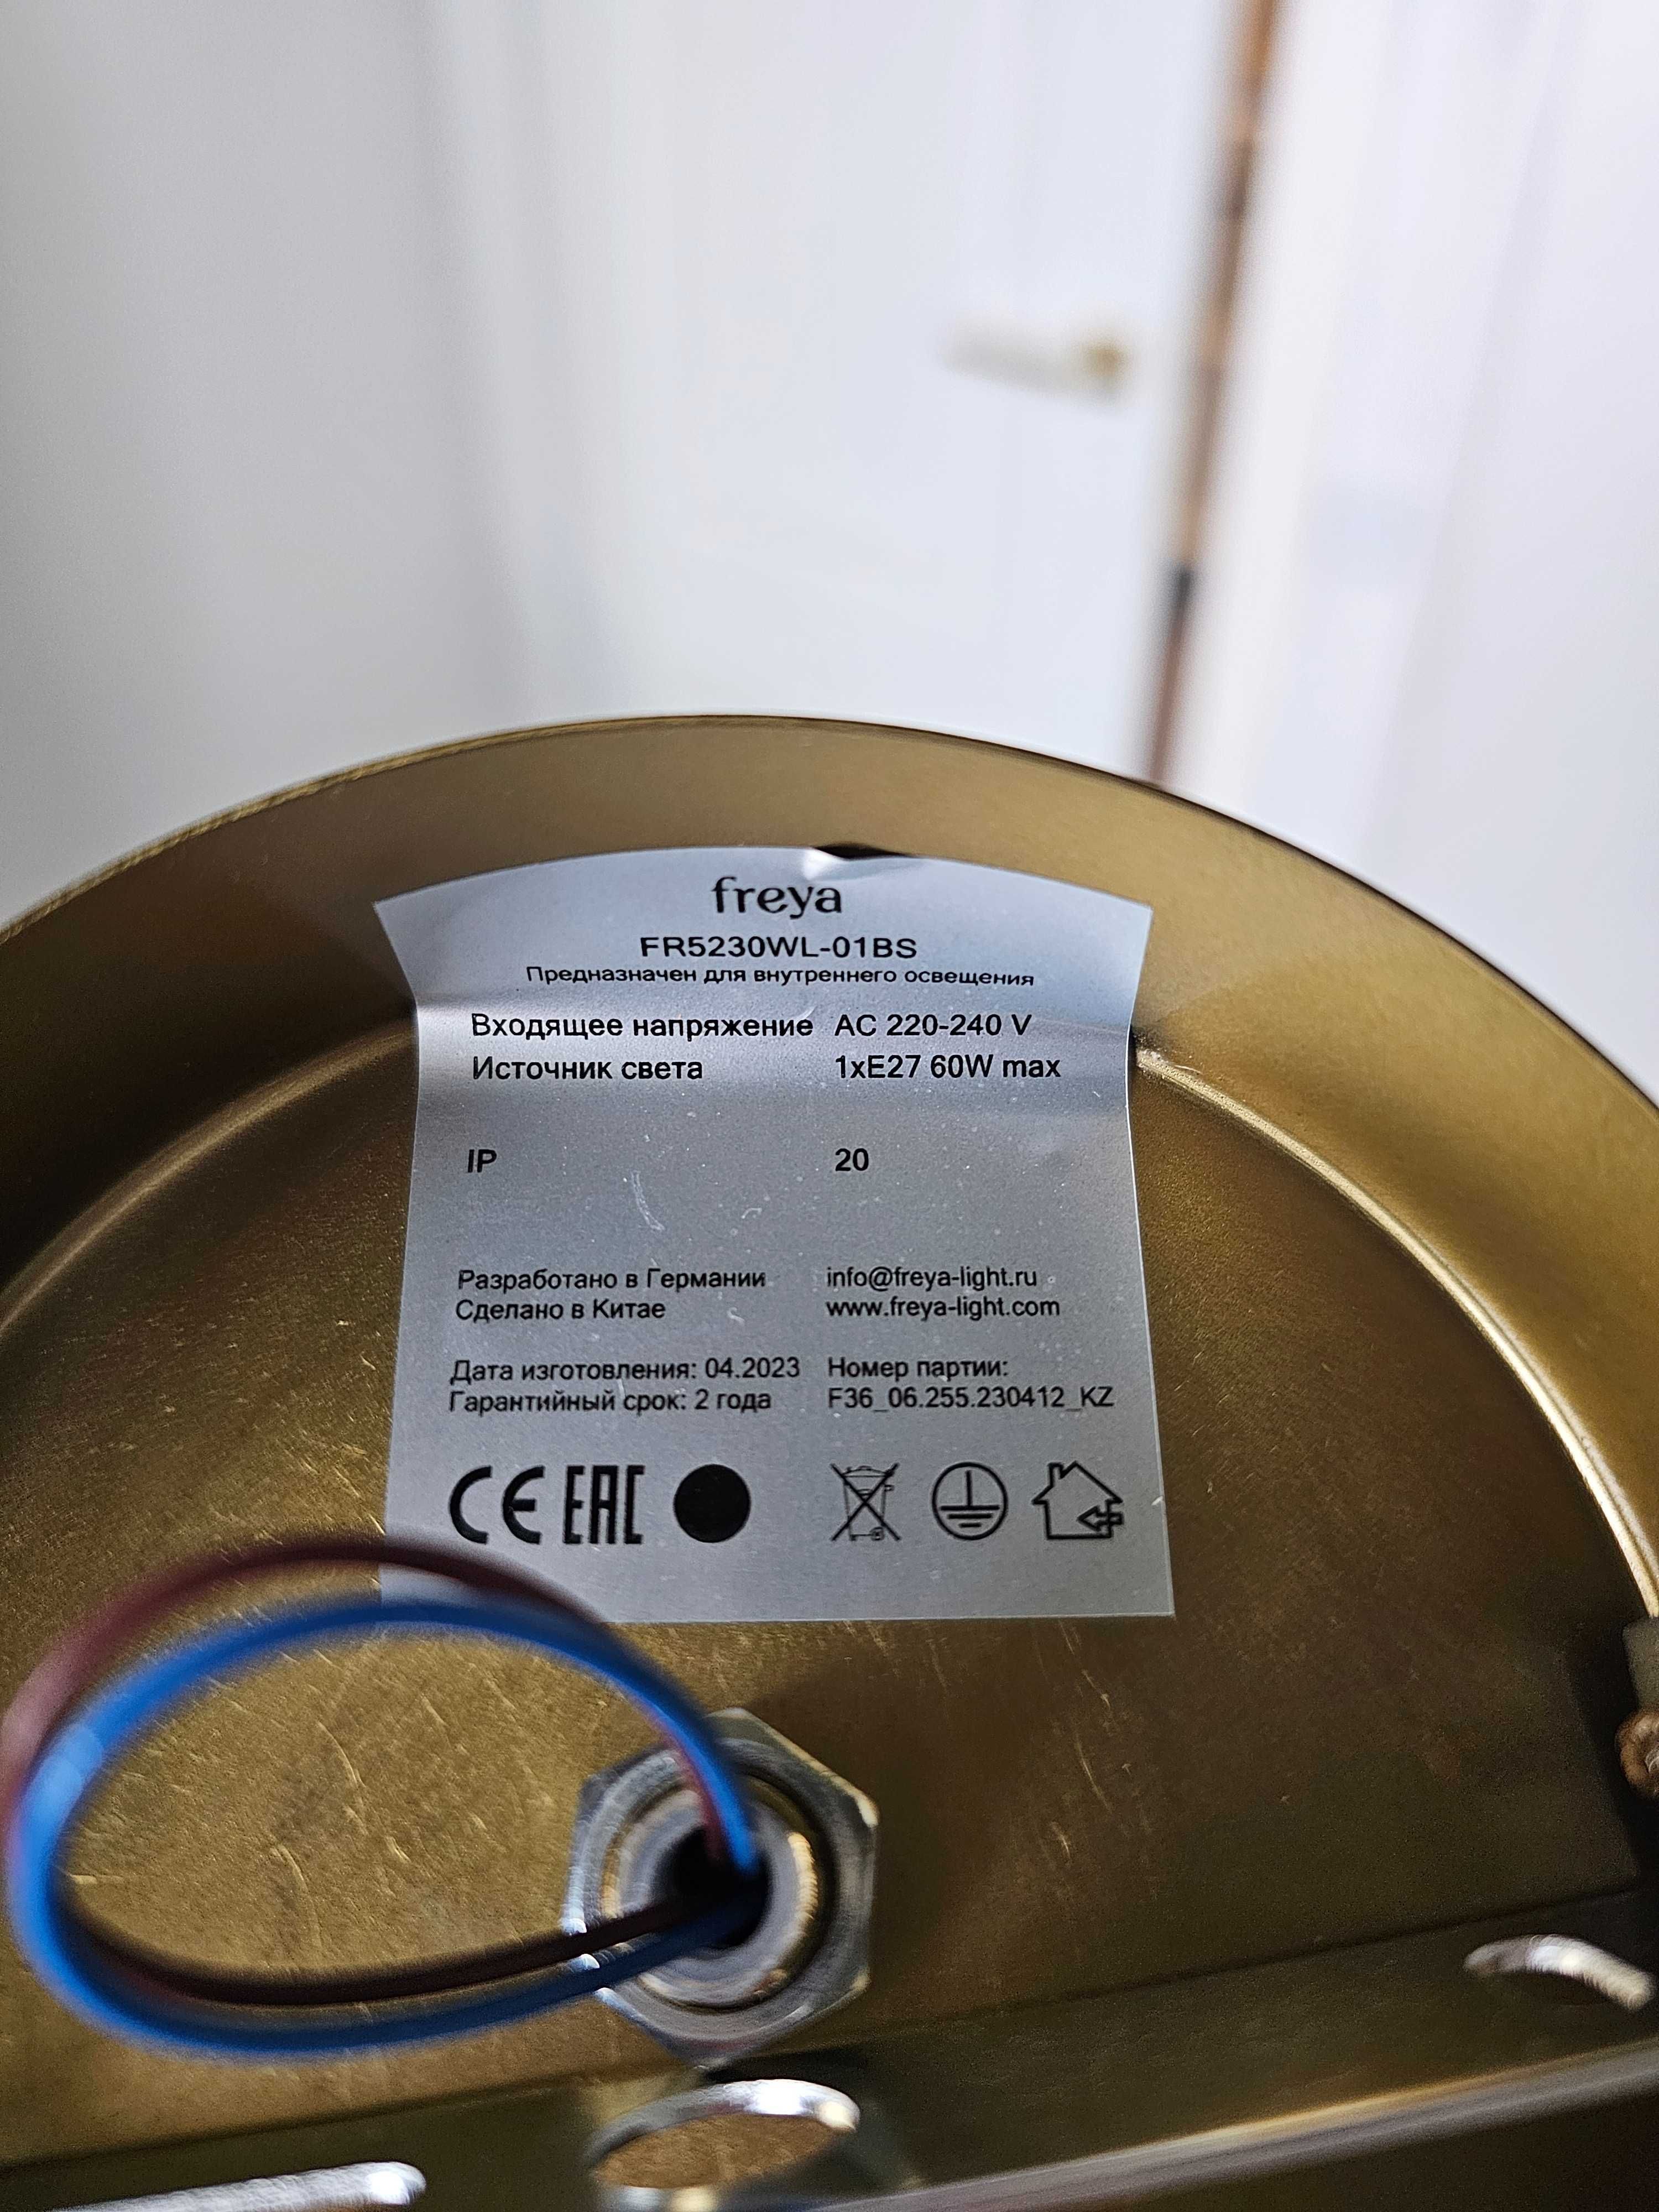 freya
FR5230WL-01BS
Предназначен для внутреннего освещения
Входящее напряжение AC 220-240 V
Источник света 1xE27 60W max
IP 20
Разработано в Германии info@freya-light.ru
Сделано в Китае www.freya-light.com
Дата изготовления: 04.2023 Номер партии:
Гарантийный срок: 2 года F36_06.255.230412_KZ
CE EAC